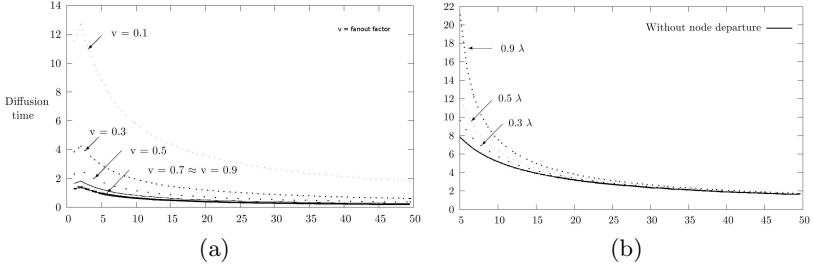 14
12
10
8
6
4
2
0
Diffusion
time
v = 0.1
v = fanout factor
v = 0.3
v = 0.5
v = 0.7 ≈ v = 0.9
0 5 10 15 20 25 30 35 40 45 50
(a)
22
20
18
16
14
12
10
8
6
4
2
0
Without node departure
0.9 λ
0.5 λ
0.3 λ
5 10 15 20 25 30 35 40 45 50
(b)